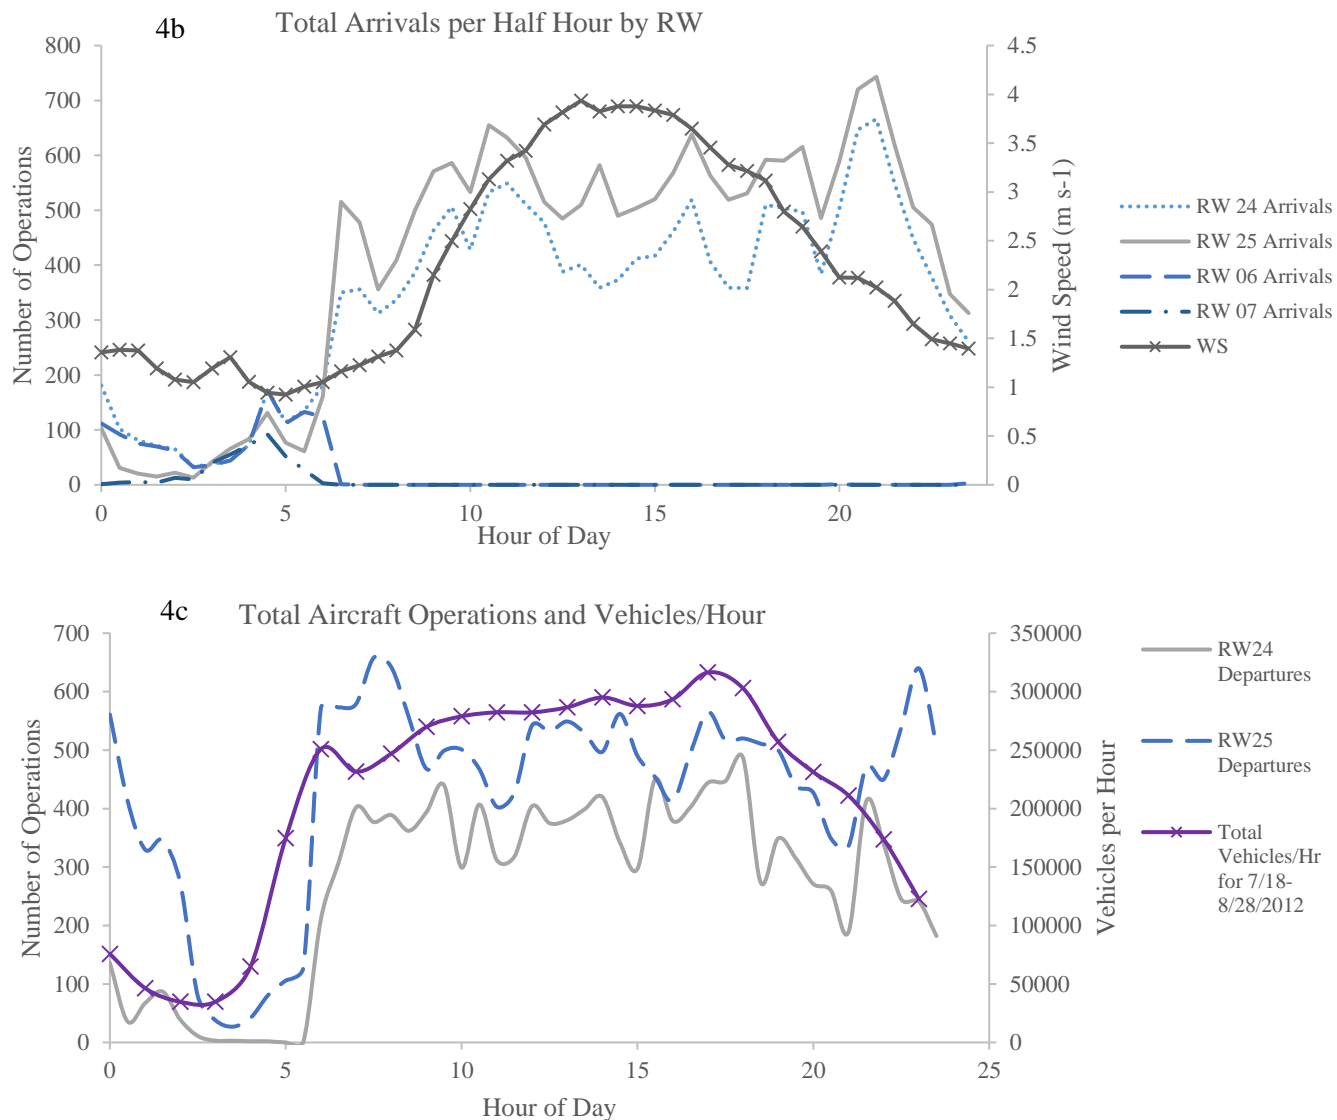 4b
Total Arrivals per Half Hour by RW
800
700
600
500
400
300
200
100
0
Number of Operations
4.5
4
3.5
3
2.5
2
1.5
1
0.5
0
Wind Speed (m s-1)
0 5 10 15 20
Hour of Day
RW 24 Arrivals
RW 25 Arrivals
RW 06 Arrivals
RW 07 Arrivals
WS
4c
Total Aircraft Operations and Vehicles/Hour
700
600
500
400
300
200
100
0
Number of Operations
350000
300000
250000
200000
150000
100000
50000
0
Vehicles per Hour
0 5 10 15 20 25
Hour of Day
RW24
Departures
RW25
Departures
Total
Vehicles/Hr
for 7/18-
8/28/2012